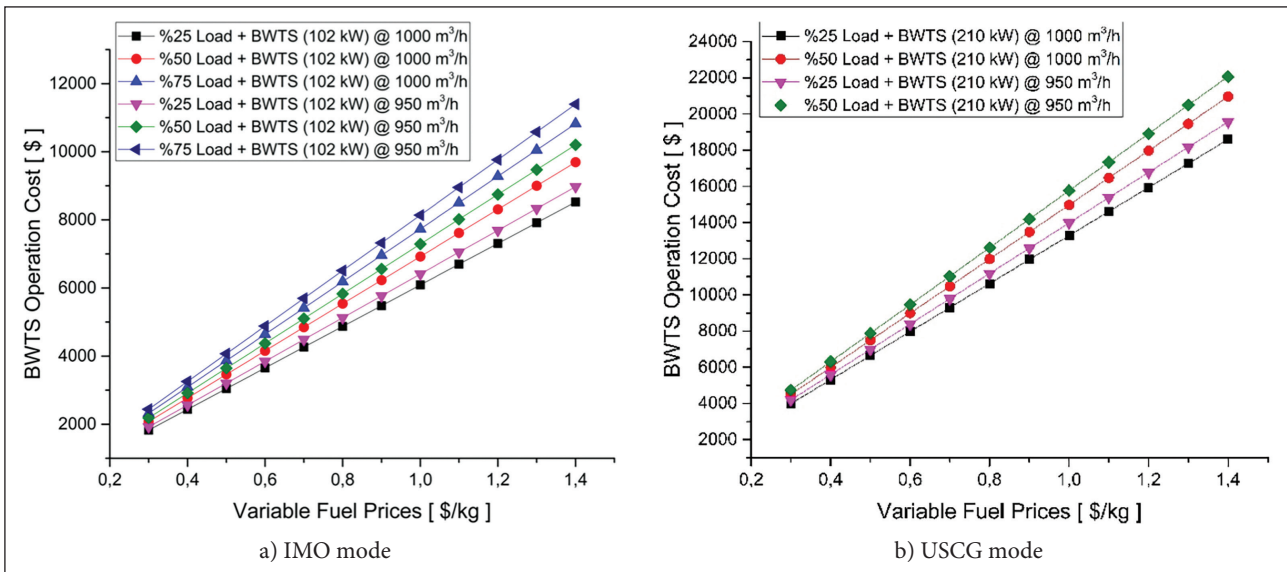 %25 Load + BWTS (102 kW) @ 1000 m³/h
%50 Load + BWTS (102 kW) @ 1000 m³/h
%75 Load + BWTS (102 kW) @ 1000 m³/h
%25 Load + BWTS (102 kW) @ 950 m³/h
%50 Load + BWTS (102 kW) @ 950 m³/h
%75 Load + BWTS (102 kW) @ 950 m³/h
12000
10000
8000
6000
4000
2000
BWTS Operation Cost [ $ ]
0,2 0,4 0,6 0,8 1,0 1,2 1,4
Variable Fuel Prices [ $/kg ]
a) IMO mode
%25 Load + BWTS (210 kW) @ 1000 m³/h
%50 Load + BWTS (210 kW) @ 1000 m³/h
%25 Load + BWTS (210 kW) @ 950 m³/h
%50 Load + BWTS (210 kW) @ 950 m³/h
24000
22000
20000
18000
16000
14000
12000
10000
8000
6000
4000
2000
BWTS Operation Cost [ $ ]
0,2 0,4 0,6 0,8 1,0 1,2 1,4
Variable Fuel Prices [ $/kg ]
b) USCG mode